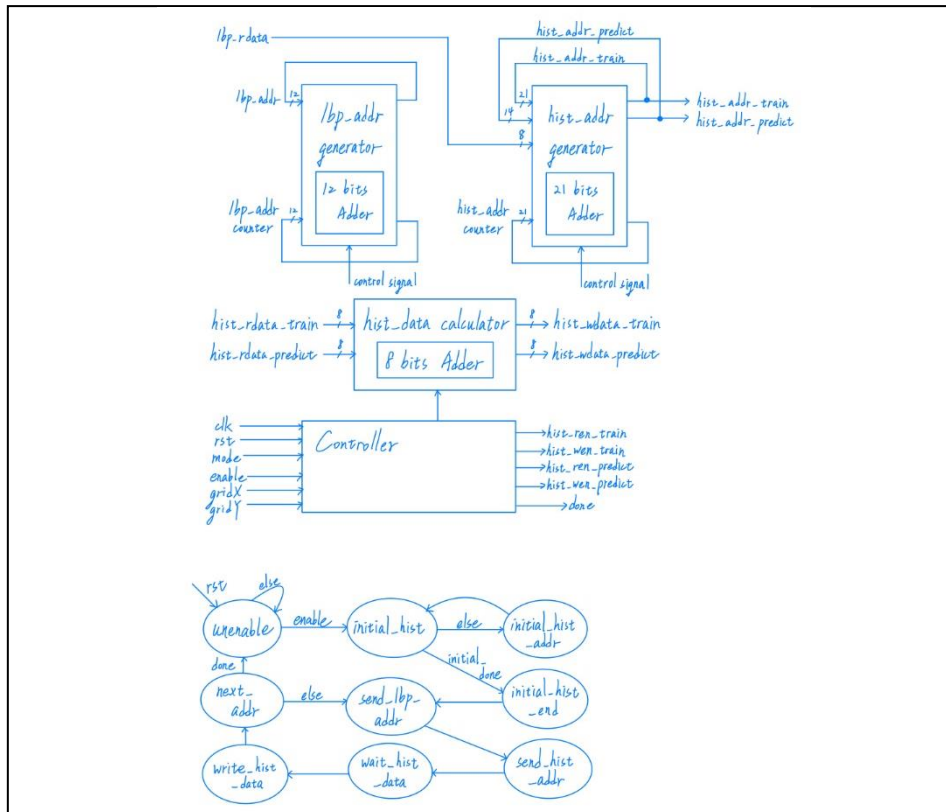 lbp_rdata
hist_addr_predict
hist_addr_train
lbp_addr
12
lbp_addr
generator
12 bits
Adder
lbp_addr
counter
12
control signal
21
14
8
hist_addr
generator
21 bits
Adder
hist_addr
counter
21
control signal
hist_addr_train
hist_addr_predict
hist_rdata_train
8
hist_rdata_predict
8
hist_data calculator
8 bits Adder
8
hist_wdata_train
8
hist_wdata_predict
clk
rst
mode
enable
gridX
gridY
Controller
hist_ren_train
hist_wen_train
hist_ren_predict
hist_wen_predict
done
rst
else
unenable
enable
initial_hist
else
initial_hist
_addr
done
initial_
done
next_
addr
else
send_lbp_
addr
initial_hist
_end
write_hist
_data
wait_hist
_data
send_hist
_addr